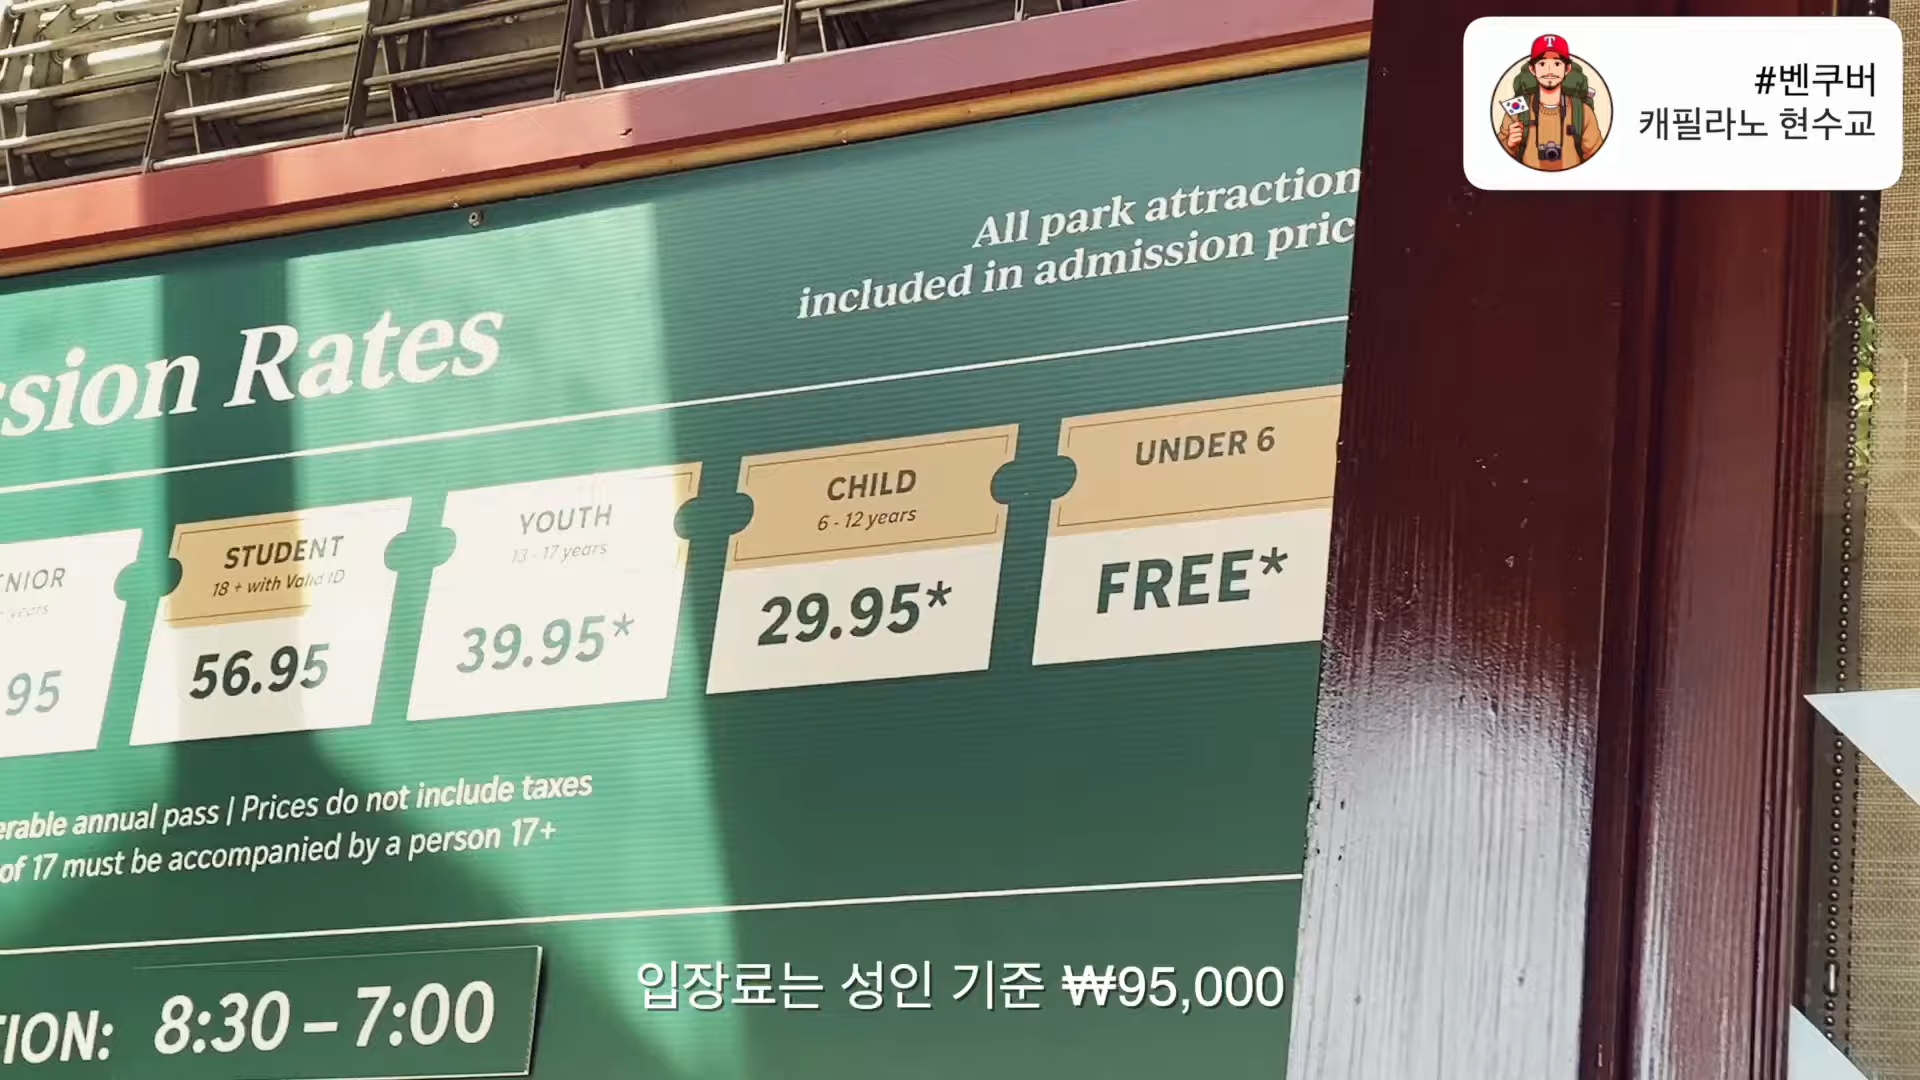 #벤쿠버
캐필라노 현수교
All park attraction
included in admission pric
ssion Rates
NIOR
95
STUDENT
18 + with Valid ID
56.95
YOUTH
13 - 17 years
39.95*
CHILD
6 - 12 years
29.95*
UNDER 6
FREE*
erable annual pass | Prices do not include taxes
of 17 must be accompanied by a person 17+
TION: 8:30 – 7:00
입장료는 성인 기준 ₩95,000